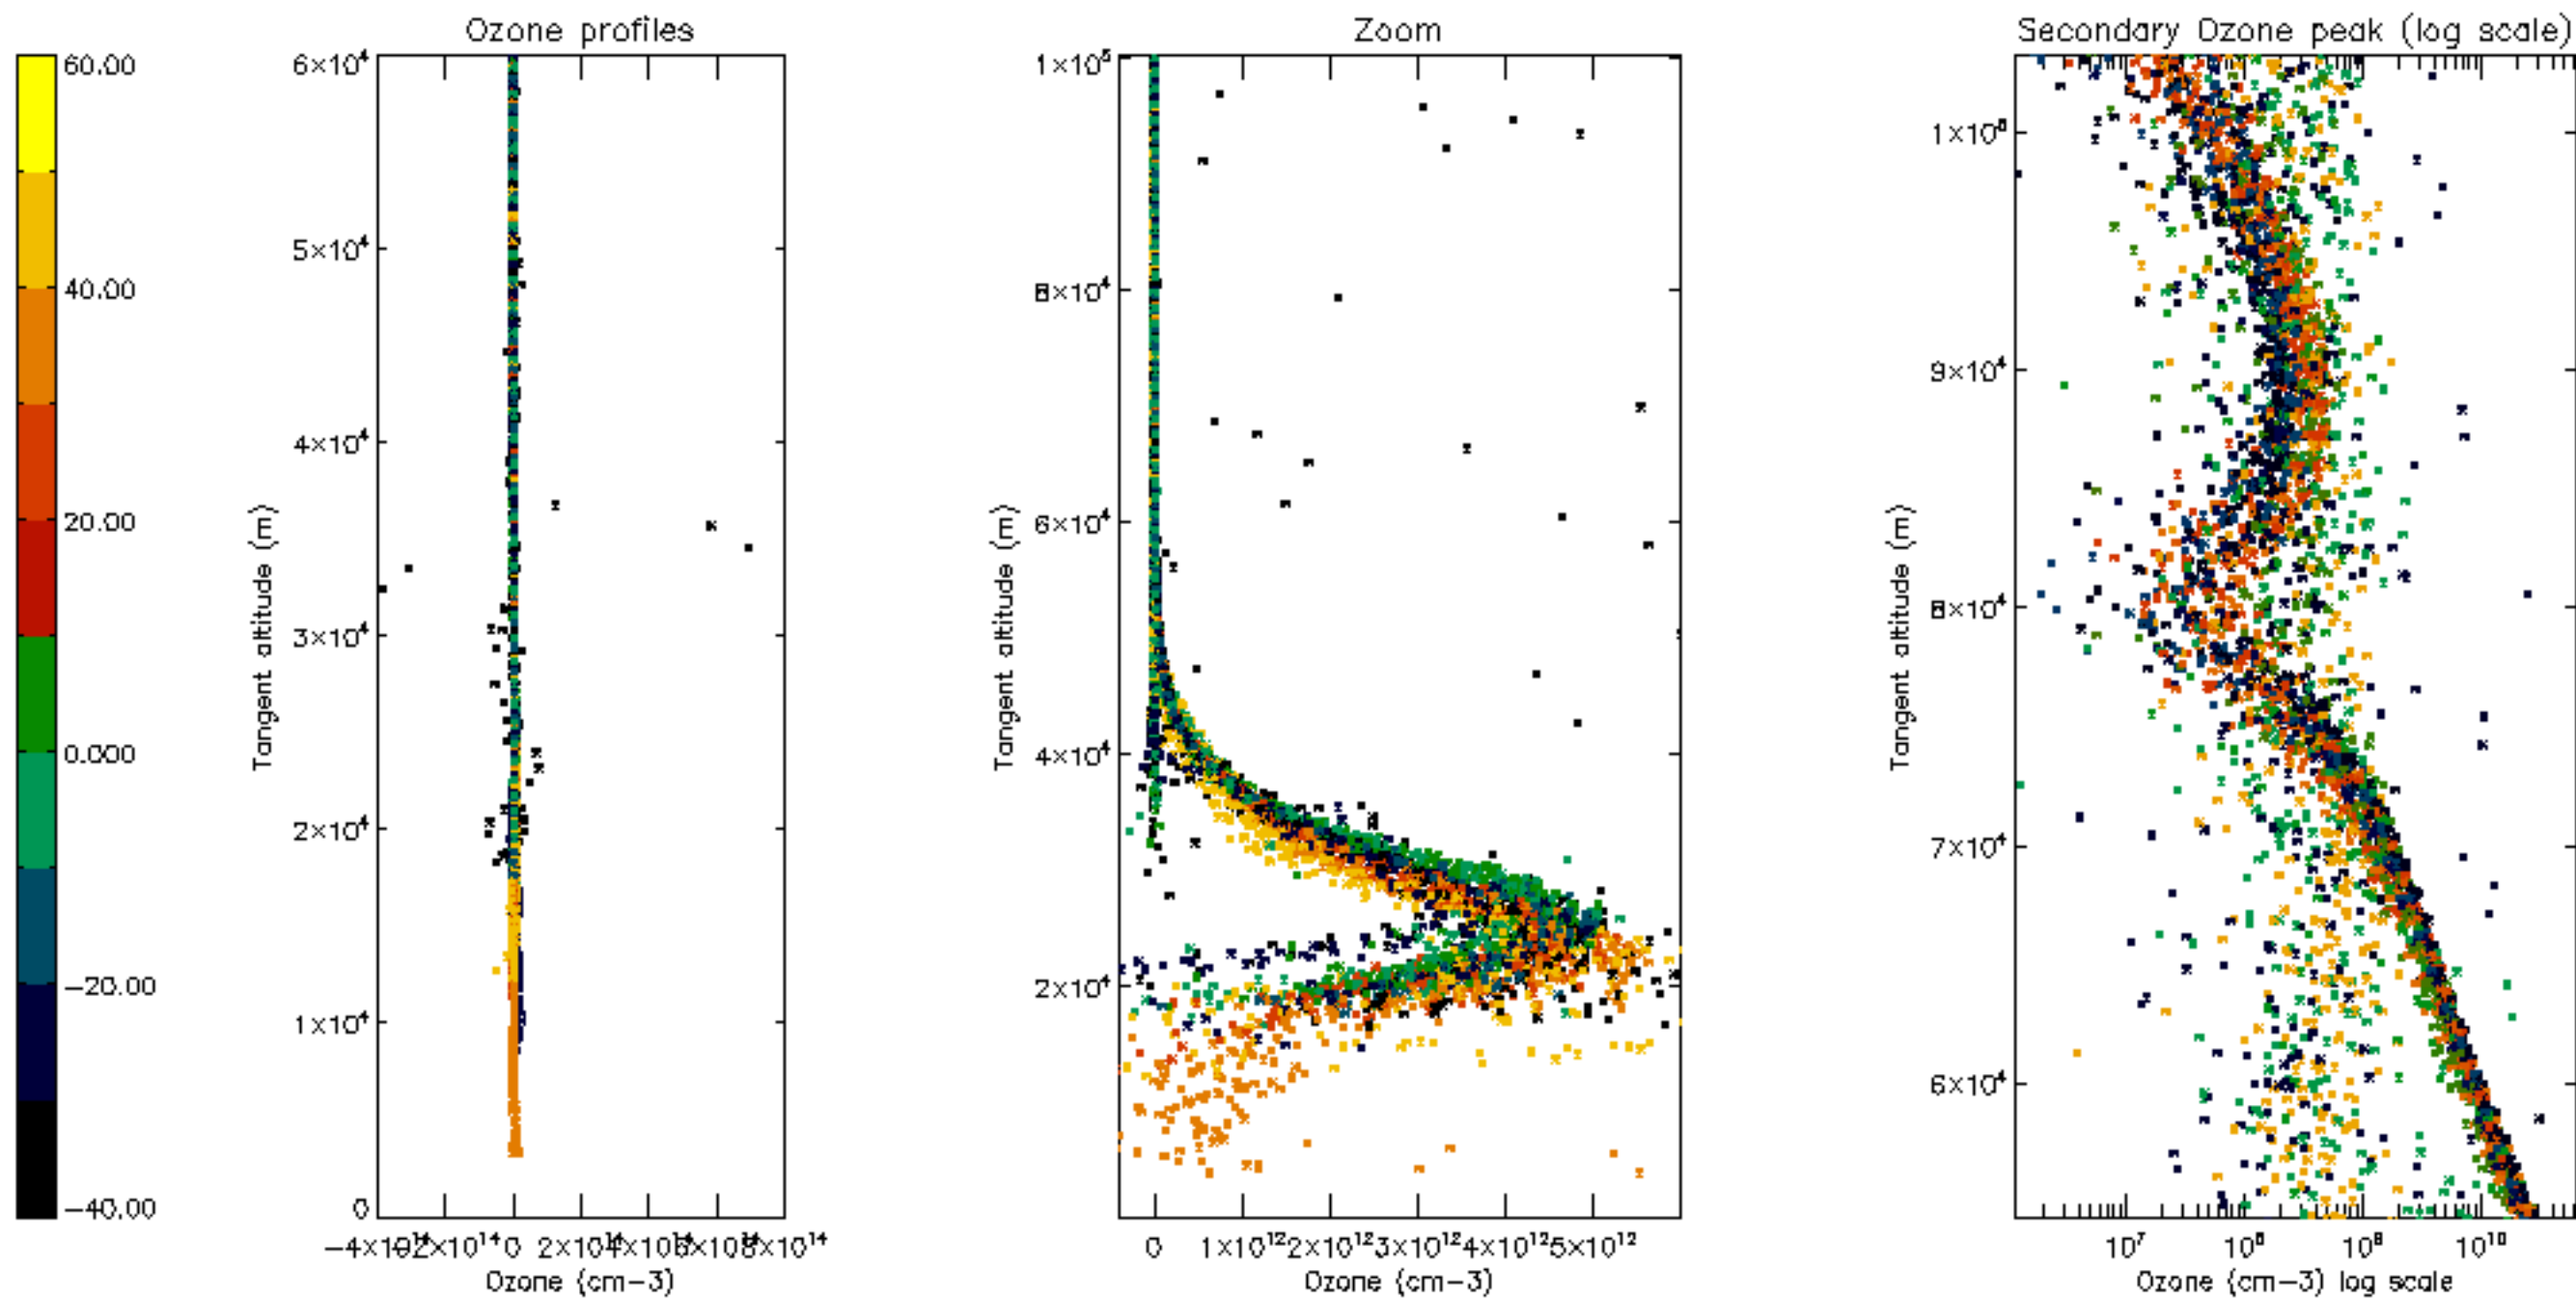 Ozone profiles
Zoom
Secondary Ozone peak (log scale)
60.00
40.00
20.00
0.000
−20.00
−40.00
6×10⁴
5×10⁴
4×10⁴
3×10⁴
2×10⁴
1×10⁴
0
Tangent altitude (m)
0
Ozone (cm−3)
1×10⁵
8×10⁴
6×10⁴
4×10⁴
2×10⁴
Tangent altitude (m)
0 1×10¹² 2×10¹² 3×10¹² 4×10¹² 5×10¹²
Ozone (cm−3)
9×10⁴
8×10⁴
7×10⁴
6×10⁴
Tangent altitude (m)
10⁷ 10⁸ 10⁹ 10¹⁰
Ozone (cm−3) log scale